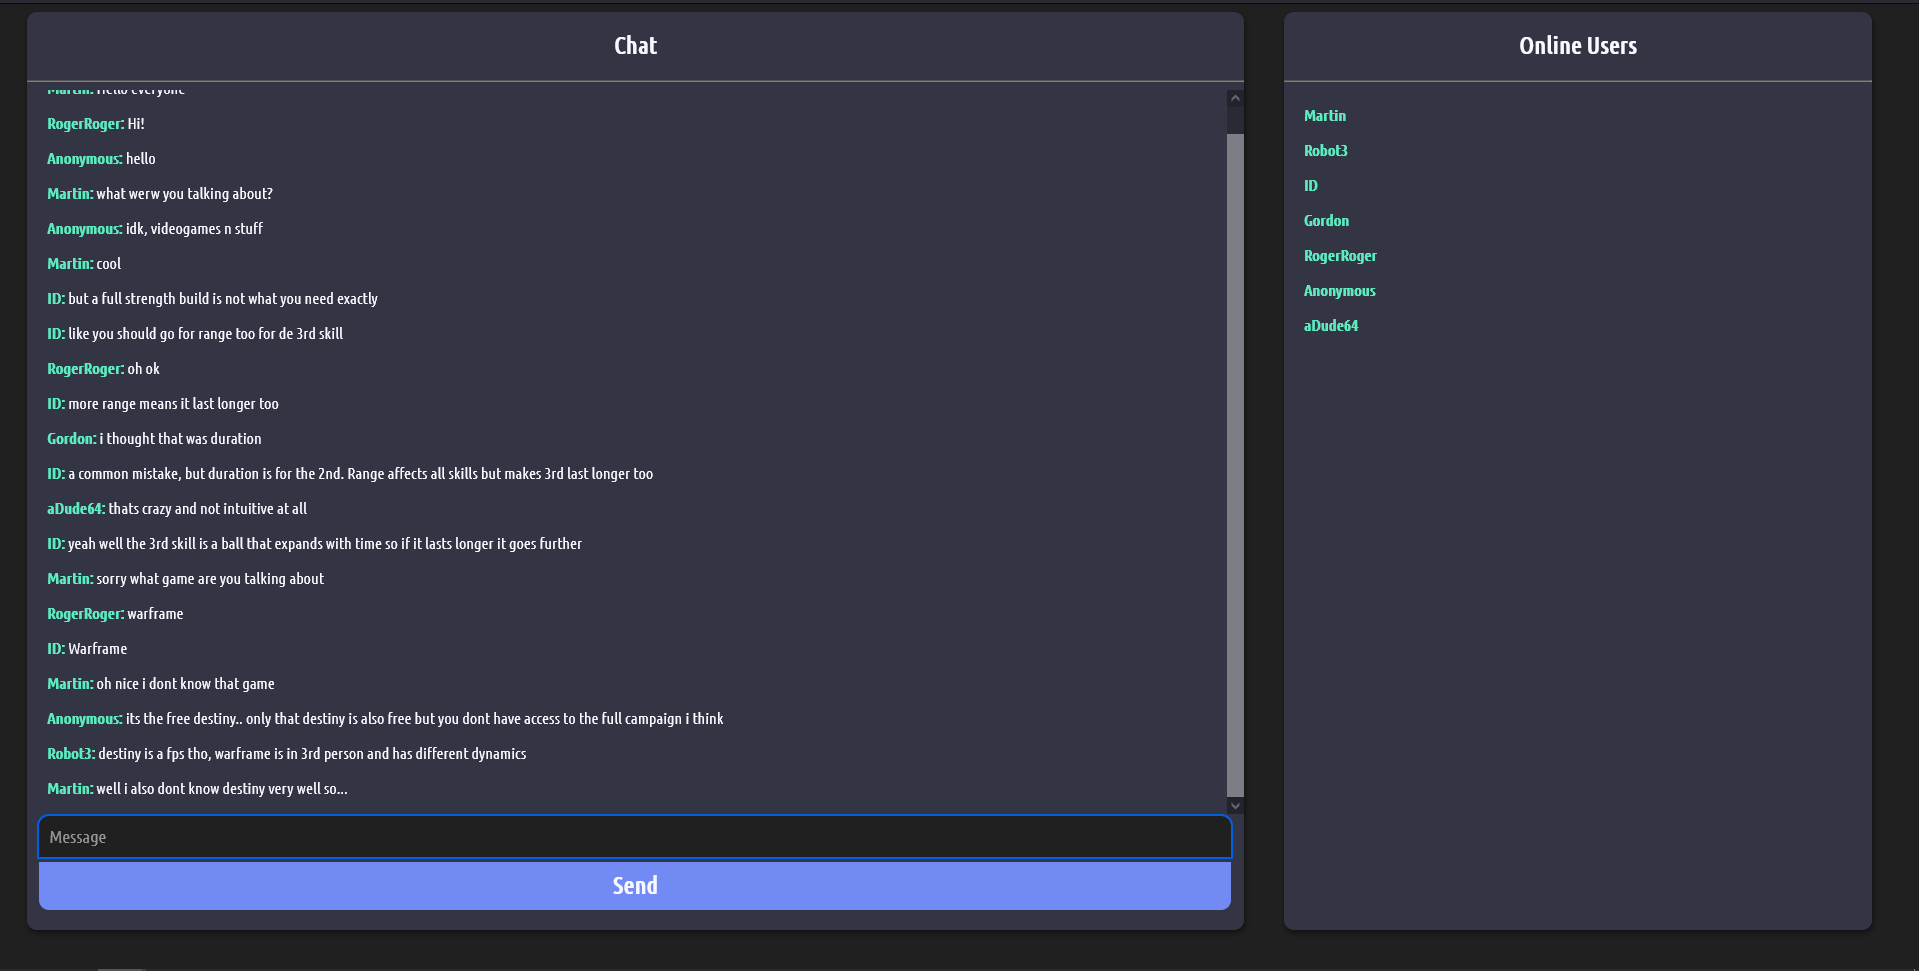 Chat
Martin: Hello everyone
RogerRoger: Hi!
Anonymous: hello
Martin: what werw you talking about?
Anonymous: idk, videogames n stuff
Martin: cool
ID: but a full strength build is not what you need exactly
ID: like you should go for range too for de 3rd skill
RogerRoger: oh ok
ID: more range means it last longer too
Gordon: i thought that was duration
ID: a common mistake, but duration is for the 2nd. Range affects all skills but makes 3rd last longer too
aDude64: thats crazy and not intuitive at all
ID: yeah well the 3rd skill is a ball that expands with time so if it lasts longer it goes further
Martin: sorry what game are you talking about
RogerRoger: warframe
ID: Warframe
Martin: oh nice i dont know that game
Anonymous: its the free destiny.. only that destiny is also free but you dont have access to the full campaign i think
Robot3: destiny is a fps tho, warframe is in 3rd person and has different dynamics
Martin: well i also dont know destiny very well so...
Message
Send
Online Users
Martin
Robot3
ID
Gordon
RogerRoger
Anonymous
aDude64